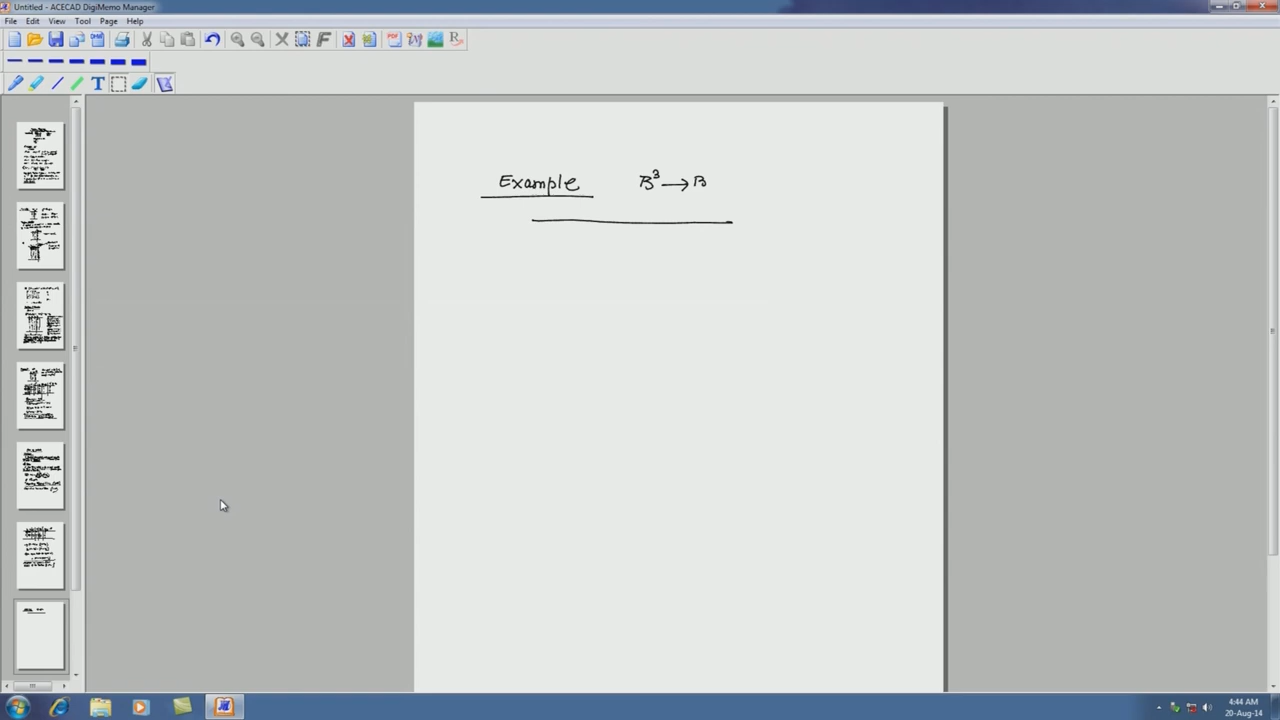 Untitled - ACECAD DigiMemo Manager
File Edit View Tool Page Help
Example B³ → B
4:44 AM
20-Aug-14